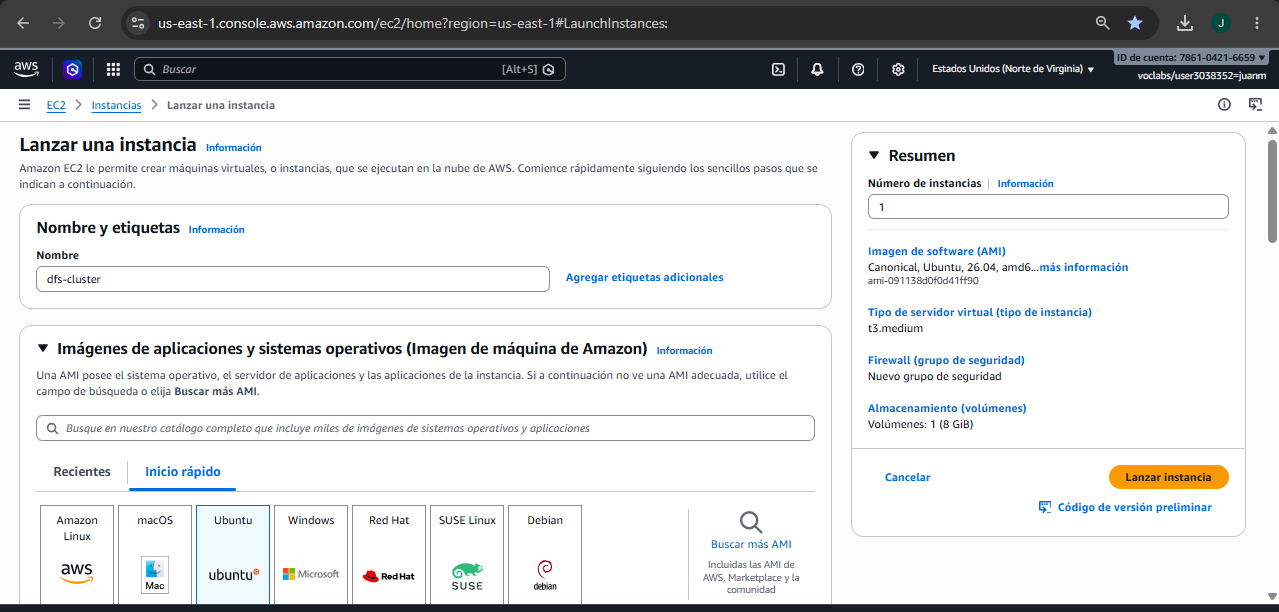 us-east-1.console.aws.amazon.com/ec2/home?region=us-east-1#LaunchInstances:
J
aws
Buscar
[Alt+S]
Estados Unidos (Norte de Virginia)
ID de cuenta: 7861-0421-6659
voclabs/user3038352=juanm
EC2
Instancias
Lanzar una instancia
Lanzar una instancia Información
Amazon EC2 le permite crear máquinas virtuales, o instancias, que se ejecutan en la nube de AWS. Comience rápidamente siguiendo los sencillos pasos que se
indican a continuación.
Nombre y etiquetas Información
Nombre
dfs-cluster
Agregar etiquetas adicionales
Imágenes de aplicaciones y sistemas operativos (Imagen de máquina de Amazon) Información
Una AMI posee el sistema operativo, el servidor de aplicaciones y las aplicaciones de la instancia. Si a continuación no ve una AMI adecuada, utilice el
campo de búsqueda o elija Buscar más AMI.
Busque en nuestro catálogo completo que incluye miles de imágenes de sistemas operativos y aplicaciones
Recientes
Inicio rápido
Amazon
Linux
aws
macOS
Mac
Ubuntu
ubuntu
Windows
Microsoft
Red Hat
Red Hat
SUSE Linux
SUSE
Debian
debian
Buscar más AMI
Incluidas las AMI de
AWS, Marketplace y la
comunidad
Resumen
Número de instancias Información
1
Imagen de software (AMI)
Canonical, Ubuntu, 26.04, amd6...más información
ami-091138d0f0d41ff90
Tipo de servidor virtual (tipo de instancia)
t3.medium
Firewall (grupo de seguridad)
Nuevo grupo de seguridad
Almacenamiento (volúmenes)
Volúmenes: 1 (8 GiB)
Cancelar
Lanzar instancia
Código de versión preliminar